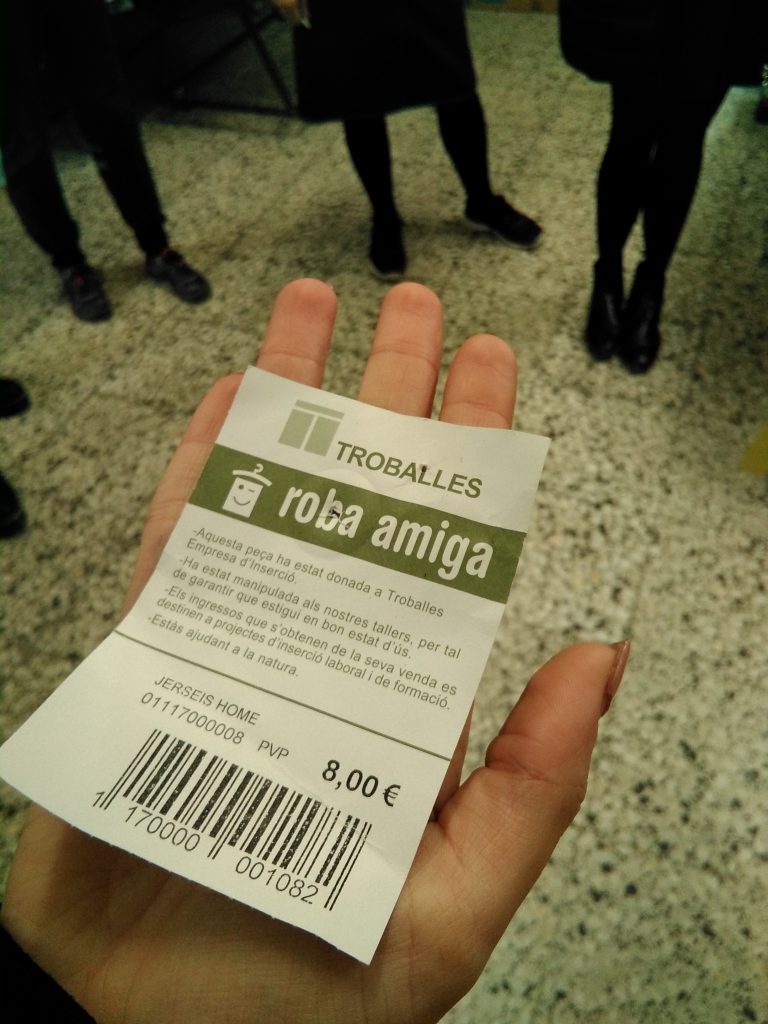 TROBALLES
roba amiga
-Aquesta peça ha estat donada a Troballes
Empresa d'Inserció.
-Ha estat manipulada als nostres tallers, per tal
de garantir que estigui en bon estat d'ús.
-Els ingressos que s'obtenen de la seva venda es
destinen a projectes d'inserció laboral i de formació.
-Estàs ajudant a la natura.
JERSEIS HOME
01117000008 PVP 8,00 €
1 170000 001082